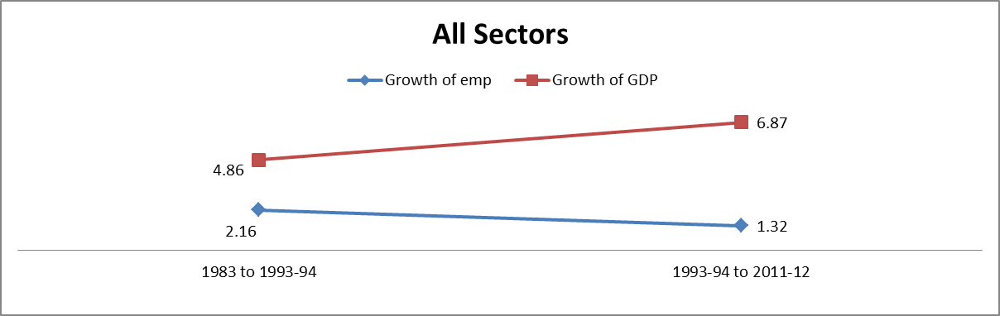 All Sectors
Growth of emp Growth of GDP
6.87
4.86
2.16
1.32
1983 to 1993-94 1993-94 to 2011-12